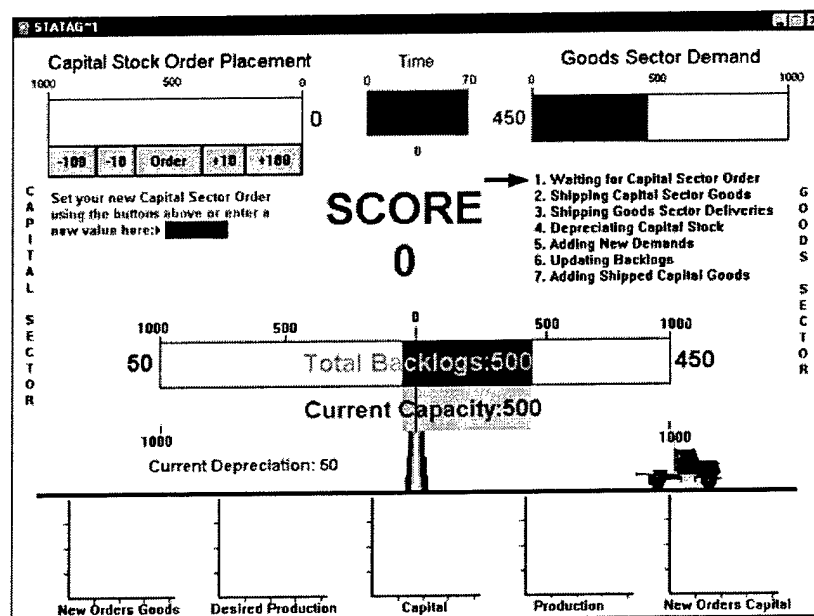 STATAG~1
Capital Stock Order Placement
Time
Goods Sector Demand
1000 500 0
0 70
0 500 1000
0
450
-100 -10 Order +10 +100
0
Set your new Capital Sector Order
using the buttons above or enter a
new value here:
SCORE
0
1. Waiting for Capital Sector Order
2. Shipping Capital Sector Goods
3. Shipping Goods Sector Deliveries
4. Depreciating Capital Stock
5. Adding New Demands
6. Updating Backlogs
7. Adding Shipped Capital Goods
CAPITAL SECTOR
GOODS SECTOR
1000 500 0 500 1000
50 Total Backlogs:500 450
Current Capacity:500
1000 1000
Current Depreciation: 50
New Orders Goods
Desired Production
Capital
Production
New Orders Capital